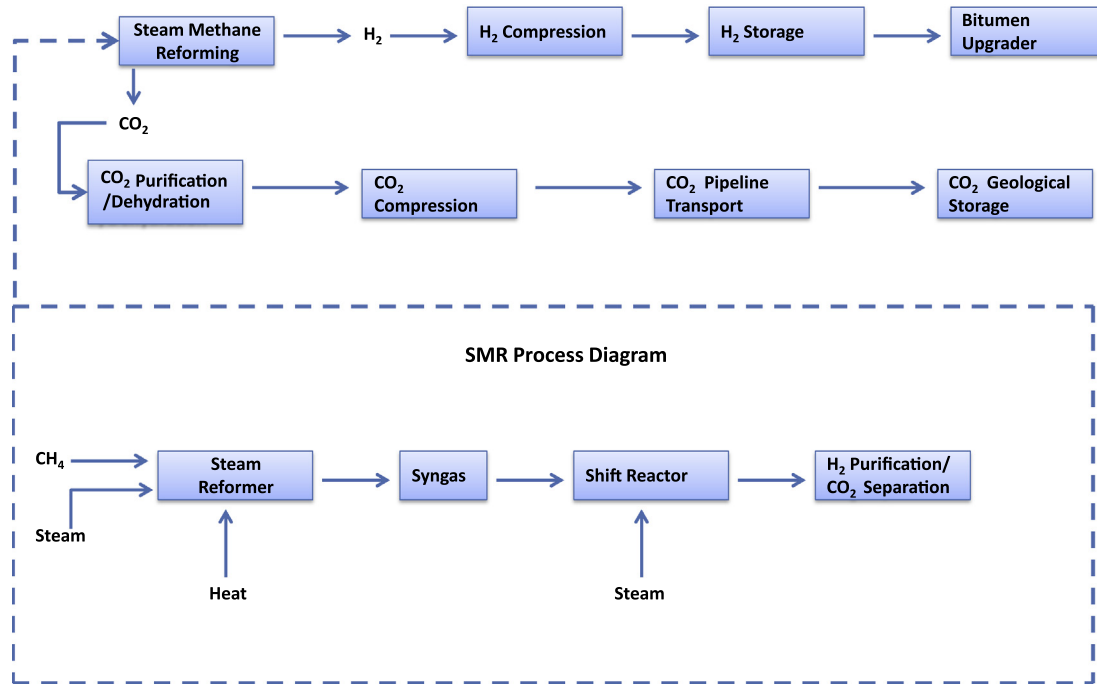 Steam Methane
Reforming
H₂
H₂ Compression
H₂ Storage
Bitumen
Upgrader
CO₂
CO₂ Purification
/Dehydration
CO₂
Compression
CO₂ Pipeline
Transport
CO₂ Geological
Storage
SMR Process Diagram
CH₄
Steam
Reformer
Syngas
Shift Reactor
H₂ Purification/
CO₂ Separation
Steam
Heat
Steam